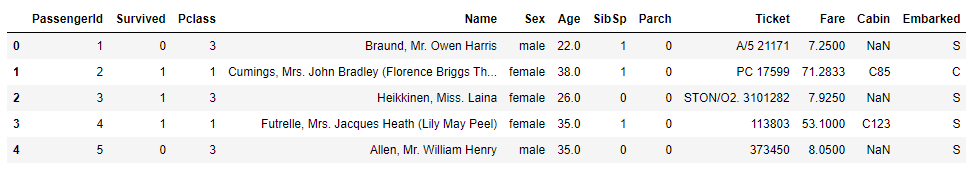 PassengerId Survived Pclass Name Sex Age SibSp Parch Ticket Fare Cabin Embarked
0 1 0 3 Braund, Mr. Owen Harris male 22.0 1 0 A/5 21171 7.2500 NaN S
1 2 1 1 Cumings, Mrs. John Bradley (Florence Briggs Th... female 38.0 1 0 PC 17599 71.2833 C85 C
2 3 1 3 Heikkinen, Miss. Laina female 26.0 0 0 STON/O2. 3101282 7.9250 NaN S
3 4 1 1 Futrelle, Mrs. Jacques Heath (Lily May Peel) female 35.0 1 0 113803 53.1000 C123 S
4 5 0 3 Allen, Mr. William Henry male 35.0 0 0 373450 8.0500 NaN S